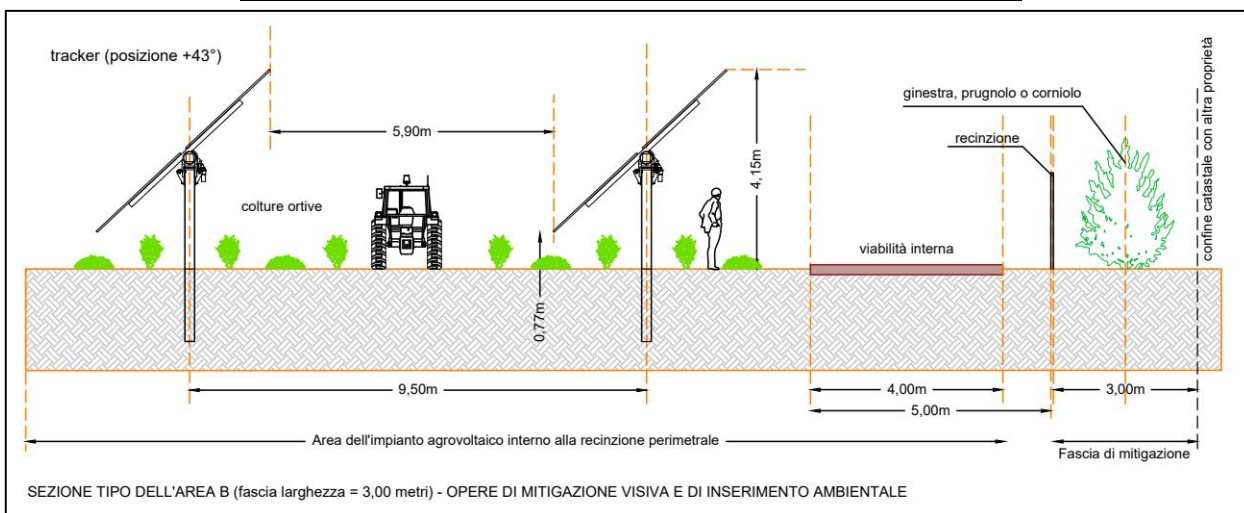 tracker (posizione +43°)
ginestra, prugnolo o corniolo
5,90m
recinzione
4,15m
confine catastale con altra proprietà
colture ortive
viabilità interna
0,77m
9,50m
4,00m
3,00m
5,00m
Area dell'impianto agrovoltaico interno alla recinzione perimetrale
Fascia di mitigazione
SEZIONE TIPO DELL'AREA B (fascia larghezza = 3,00 metri) - OPERE DI MITIGAZIONE VISIVA E DI INSERIMENTO AMBIENTALE